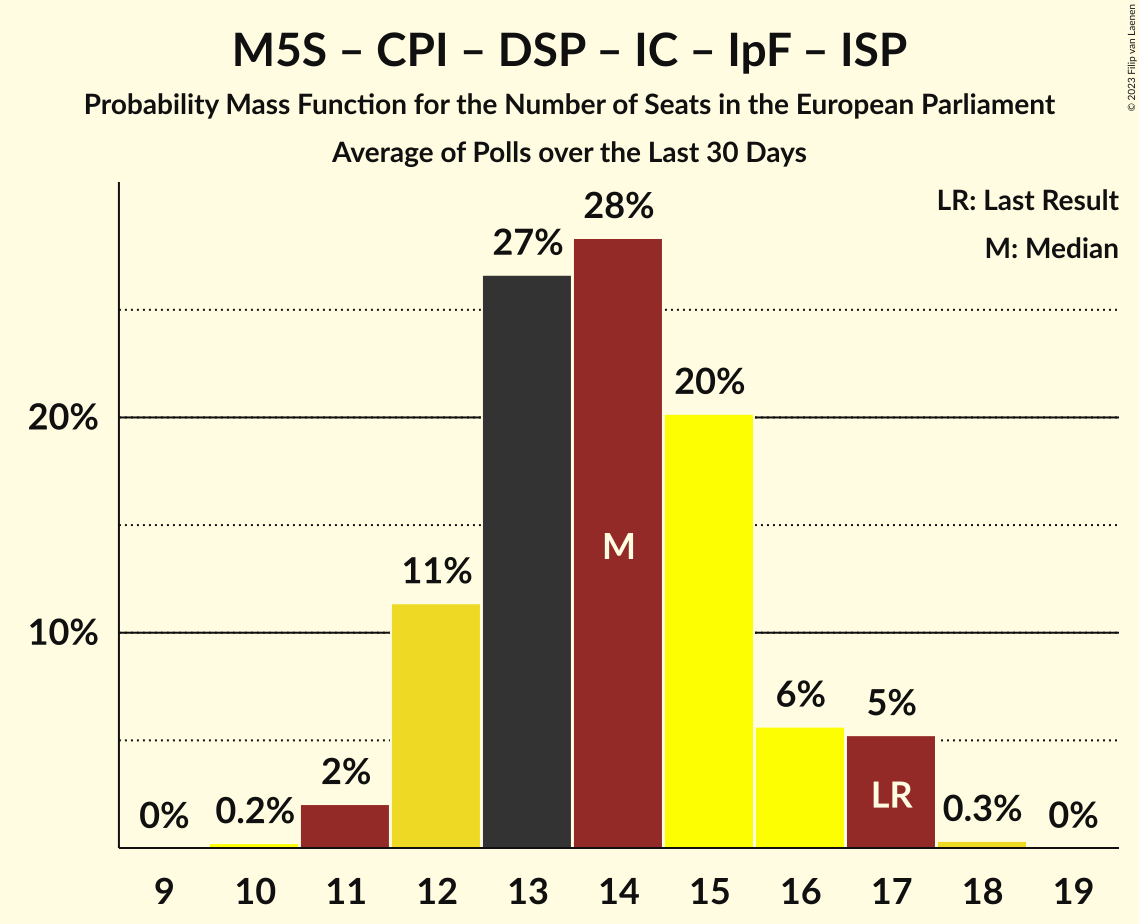 M5S – CPI – DSP – IC – IpF – ISP
Probability Mass Function for the Number of Seats in the European Parliament
Average of Polls over the Last 30 Days
© 2023 Filip van Laenen
LR: Last Result
M: Median
20%
10%
0%
0.2%
2%
11%
27%
28%
20%
6%
5%
0.3%
0%
M
LR
9 10 11 12 13 14 15 16 17 18 19